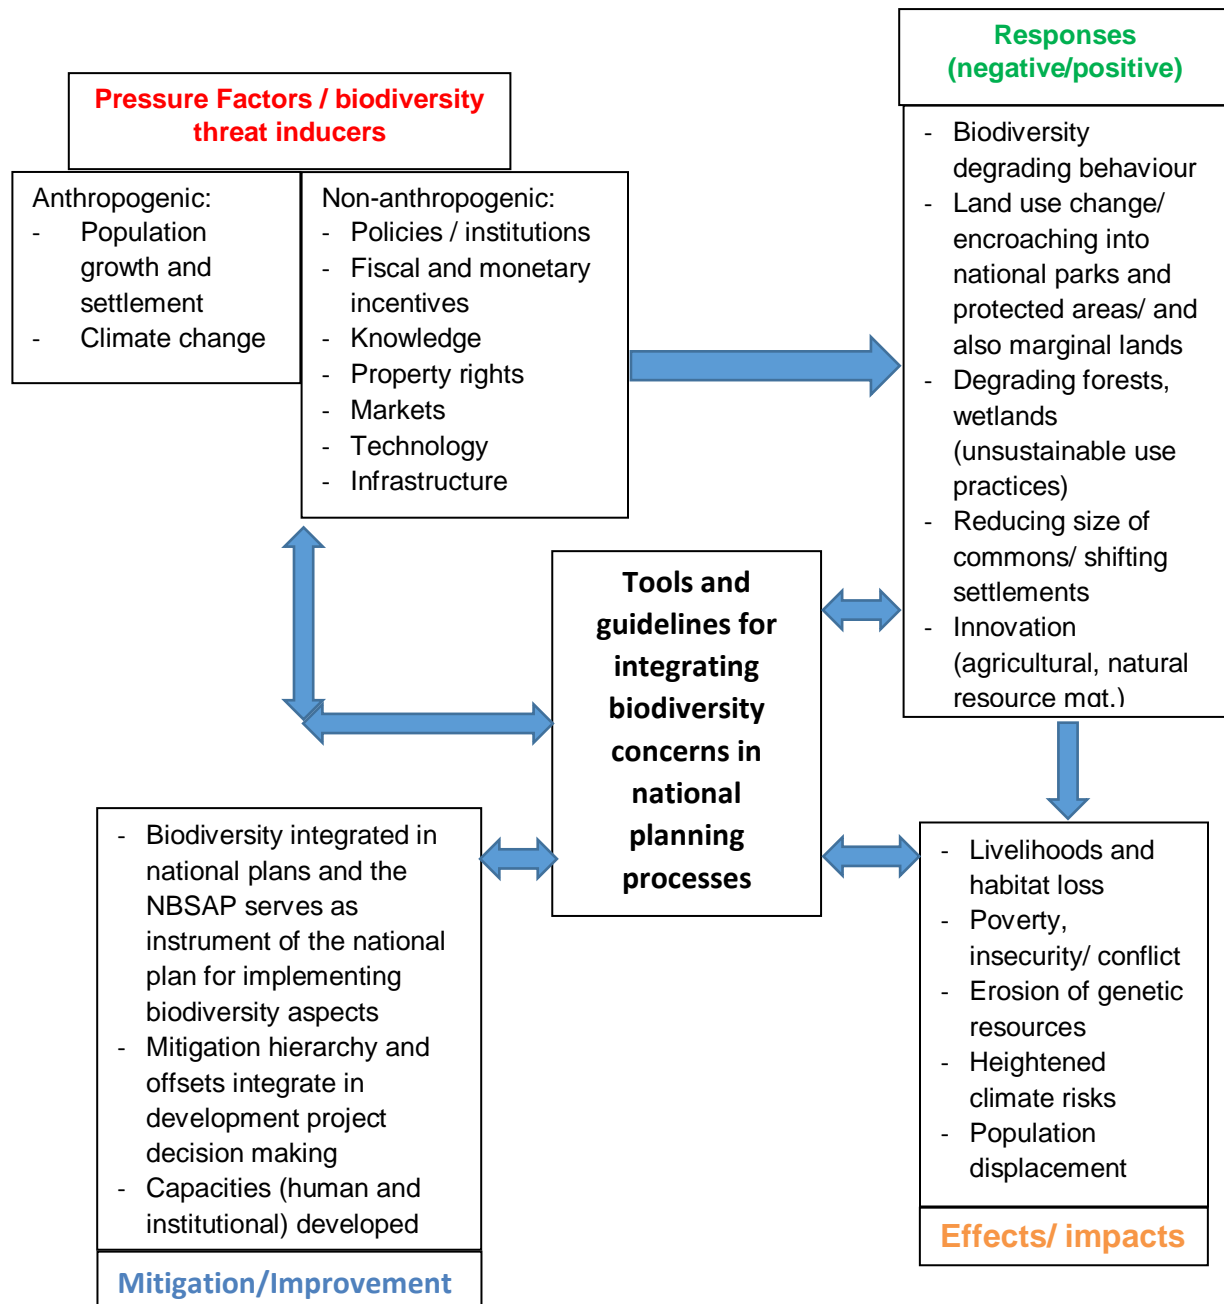 Pressure Factors / biodiversity
threat inducers
Anthropogenic:
- Population
growth and
settlement
- Climate change
Non-anthropogenic:
- Policies / institutions
- Fiscal and monetary
incentives
- Knowledge
- Property rights
- Markets
- Technology
- Infrastructure
Responses
(negative/positive)
- Biodiversity
degrading behaviour
- Land use change/
encroaching into
national parks and
protected areas/ and
also marginal lands
- Degrading forests,
wetlands
(unsustainable use
practices)
- Reducing size of
commons/ shifting
settlements
- Innovation
(agricultural, natural
resource mgt.)
Tools and
guidelines for
integrating
biodiversity
concerns in
national
planning
processes
- Biodiversity integrated in
national plans and the
NBSAP serves as
instrument of the national
plan for implementing
biodiversity aspects
- Mitigation hierarchy and
offsets integrate in
development project
decision making
- Capacities (human and
institutional) developed
Mitigation/Improvement
- Livelihoods and
habitat loss
- Poverty,
insecurity/ conflict
- Erosion of genetic
resources
- Heightened
climate risks
- Population
displacement
Effects/ impacts